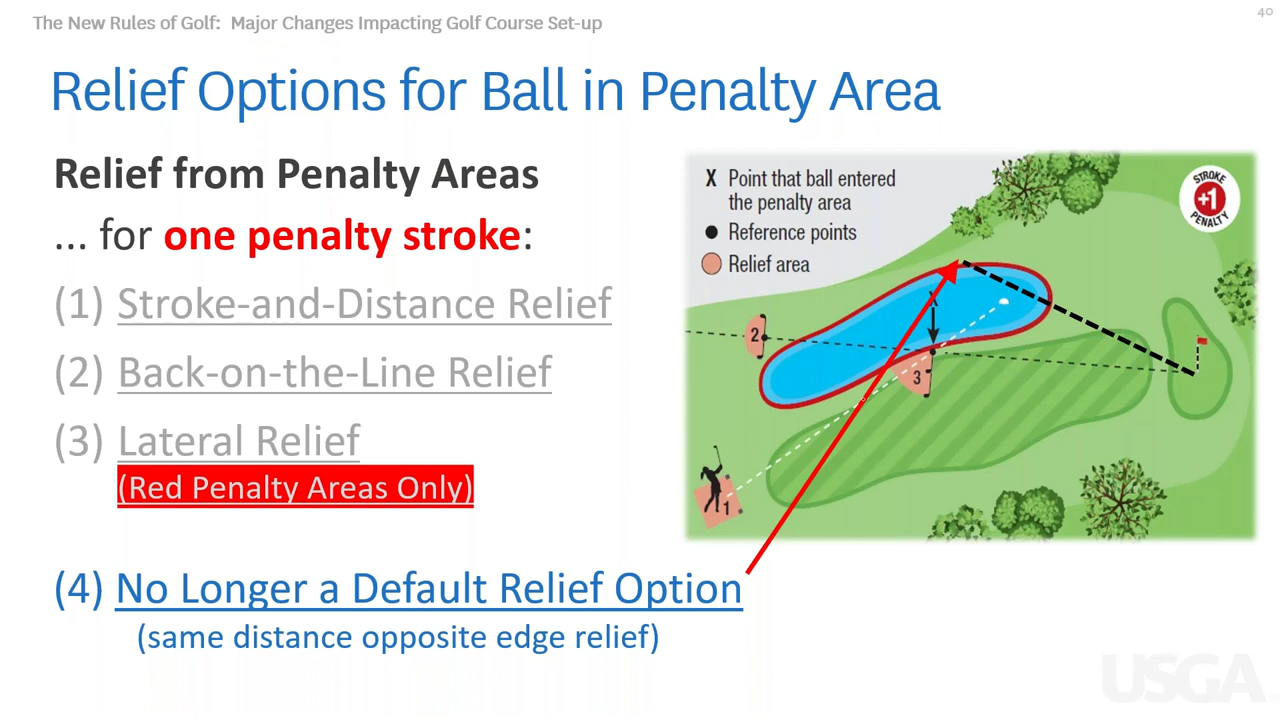 The New Rules of Golf: Major Changes Impacting Golf Course Set-up
40
Relief Options for Ball in Penalty Area
Relief from Penalty Areas
... for one penalty stroke:
(1) Stroke-and-Distance Relief
(2) Back-on-the-Line Relief
(3) Lateral Relief
(Red Penalty Areas Only)
(4) No Longer a Default Relief Option
(same distance opposite edge relief)
X Point that ball entered
the penalty area
Reference points
Relief area
STROKE
+1
PENALTY
X
2
3
1
USGA